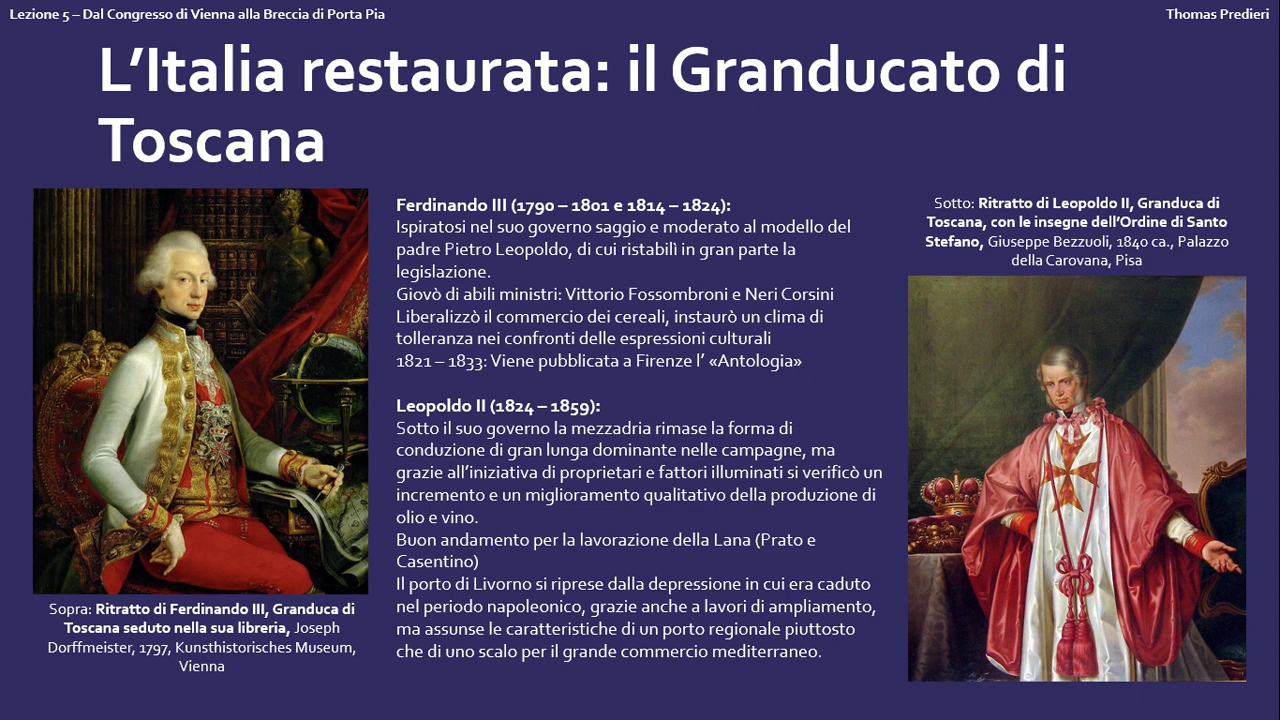 Lezione 5 – Dal Congresso di Vienna alla Breccia di Porta Pia
Thomas Predieri
L’Italia restaurata: il Granducato di
Toscana
Ferdinando III (1790 – 1801 e 1814 – 1824):
Ispiratosi nel suo governo saggio e moderato al modello del
padre Pietro Leopoldo, di cui ristabilì in gran parte la
legislazione.
Giovò di abili ministri: Vittorio Fossombroni e Neri Corsini
Liberalizzò il commercio dei cereali, instaurò un clima di
tolleranza nei confronti delle espressioni culturali
1821 – 1833: Viene pubblicata a Firenze l’ «Antologia»
Leopoldo II (1824 – 1859):
Sotto il suo governo la mezzadria rimase la forma di
conduzione di gran lunga dominante nelle campagne, ma
grazie all’iniziativa di proprietari e fattori illuminati si verificò un
incremento e un miglioramento qualitativo della produzione di
olio e vino.
Buon andamento per la lavorazione della Lana (Prato e
Casentino)
Il porto di Livorno si riprese dalla depressione in cui era caduto
nel periodo napoleonico, grazie anche a lavori di ampliamento,
ma assunse le caratteristiche di un porto regionale piuttosto
che di uno scalo per il grande commercio mediterraneo.
Sopra: Ritratto di Ferdinando III, Granduca di
Toscana seduto nella sua libreria, Joseph
Dorffmeister, 1797, Kunsthistorisches Museum,
Vienna
Sotto: Ritratto di Leopoldo II, Granduca di
Toscana, con le insegne dell’Ordine di Santo
Stefano, Giuseppe Bezzuoli, 1840 ca., Palazzo
della Carovana, Pisa